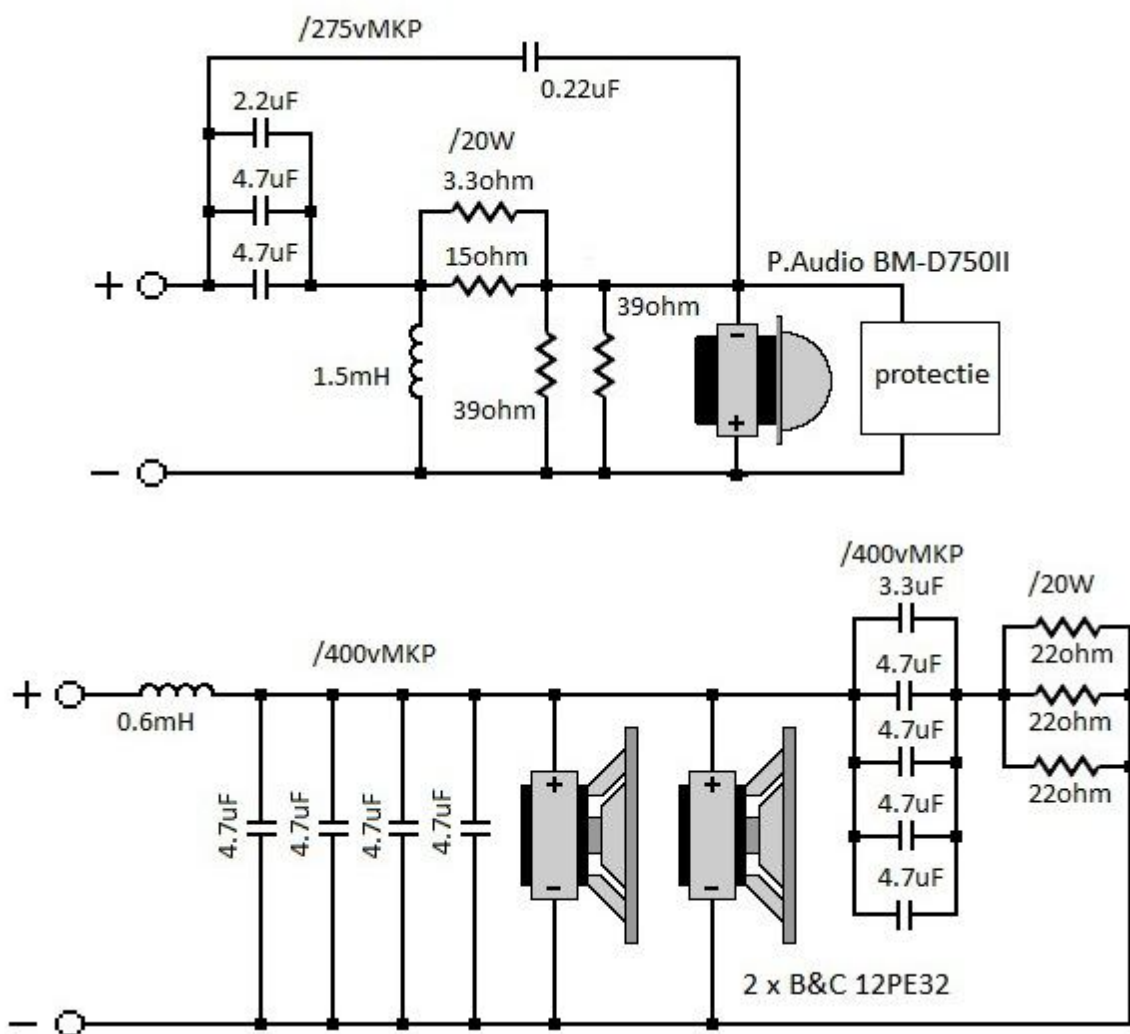 /275vMKP
0.22uF
2.2uF
/20W
4.7uF
3.3ohm
4.7uF
15ohm
P.Audio BM-D750II
+
39ohm
-
1.5mH
protectie
39ohm
+
−
/400vMKP
3.3uF
/20W
/400vMKP
4.7uF
22ohm
+
0.6mH
4.7uF
22ohm
+
+
4.7uF
22ohm
4.7uF
4.7uF
4.7uF
4.7uF
4.7uF
-
-
2 x B&C 12PE32
−